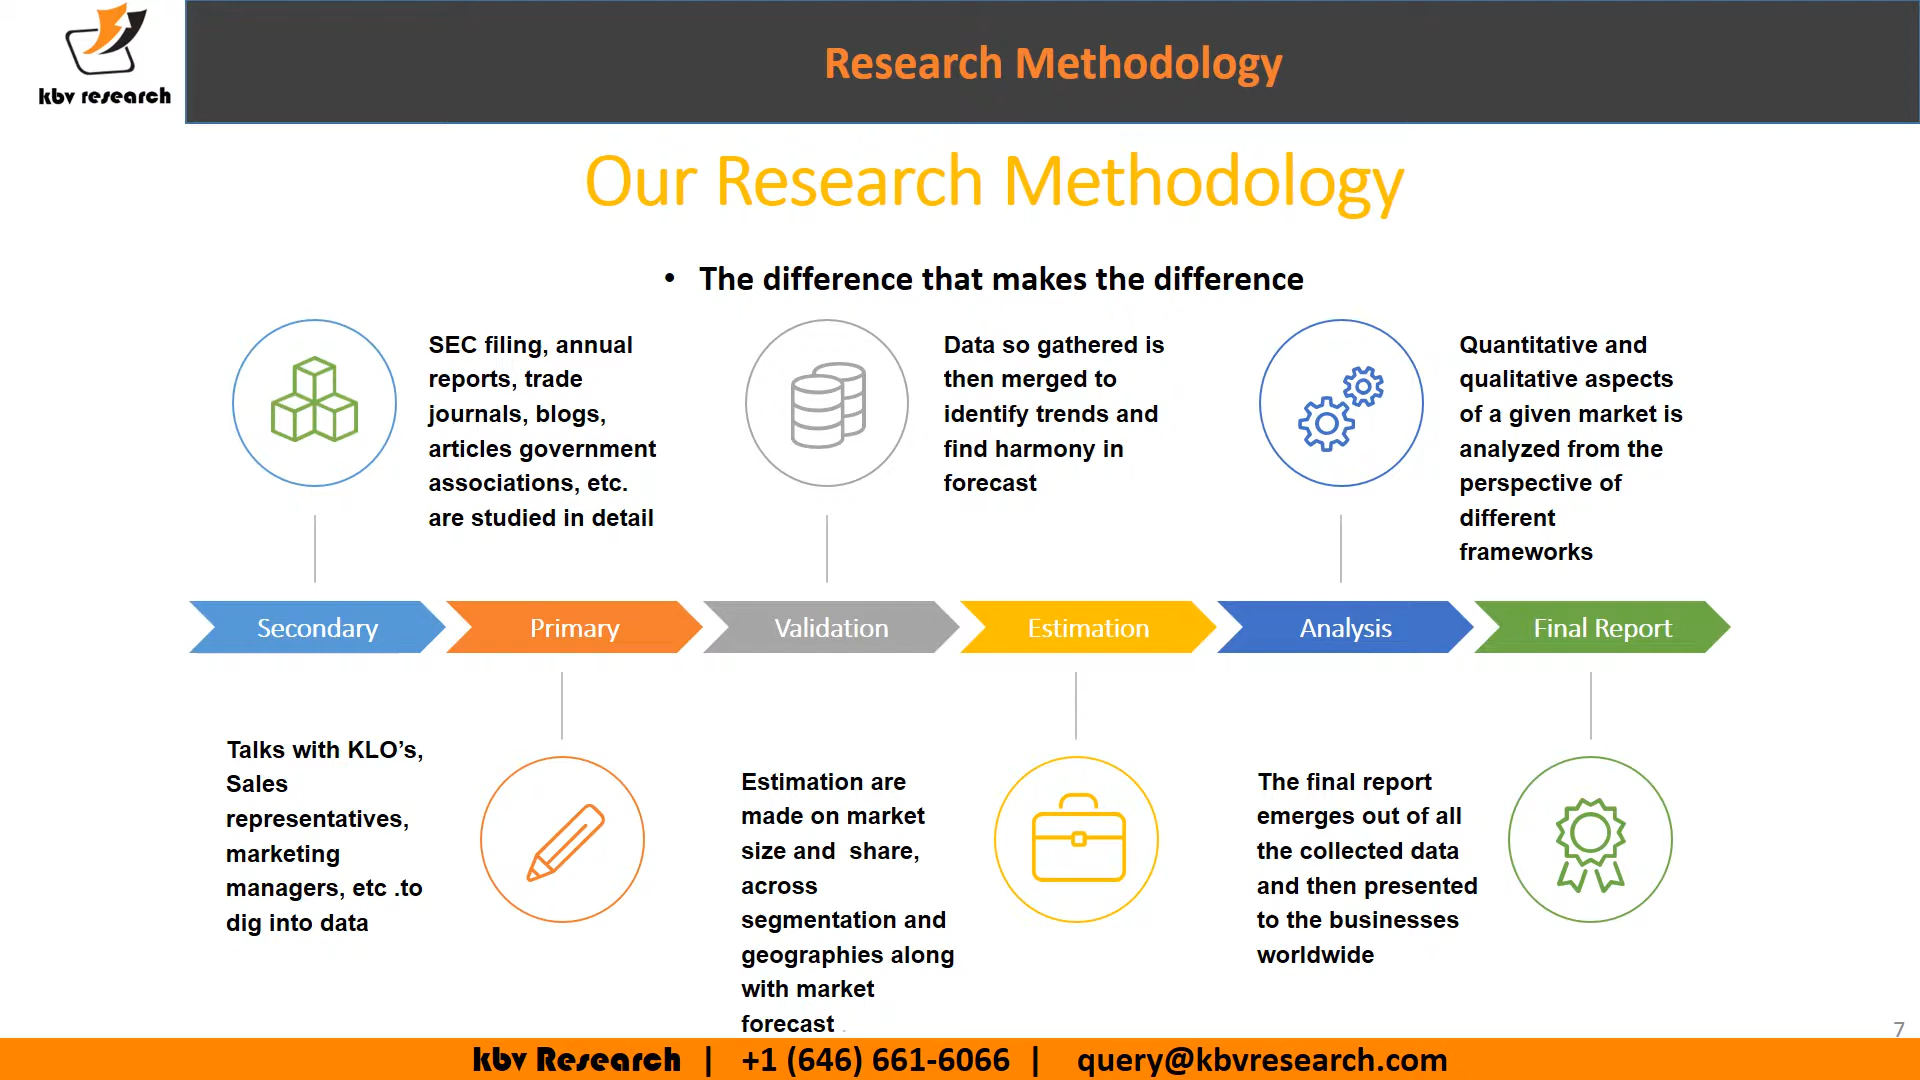 kbv research
Research Methodology
Our Research Methodology
• The difference that makes the difference
SEC filing, annual
reports, trade
journals, blogs,
articles government
associations, etc.
are studied in detail
Data so gathered is
then merged to
identify trends and
find harmony in
forecast
Quantitative and
qualitative aspects
of a given market is
analyzed from the
perspective of
different
frameworks
Secondary
Primary
Validation
Estimation
Analysis
Final Report
Talks with KLO’s,
Sales
representatives,
marketing
managers, etc .to
dig into data
Estimation are
made on market
size and  share,
across
segmentation and
geographies along
with market
forecast .
The final report
emerges out of all
the collected data
and then presented
to the businesses
worldwide
7
kbv Research | +1 (646) 661-6066 | query@kbvresearch.com